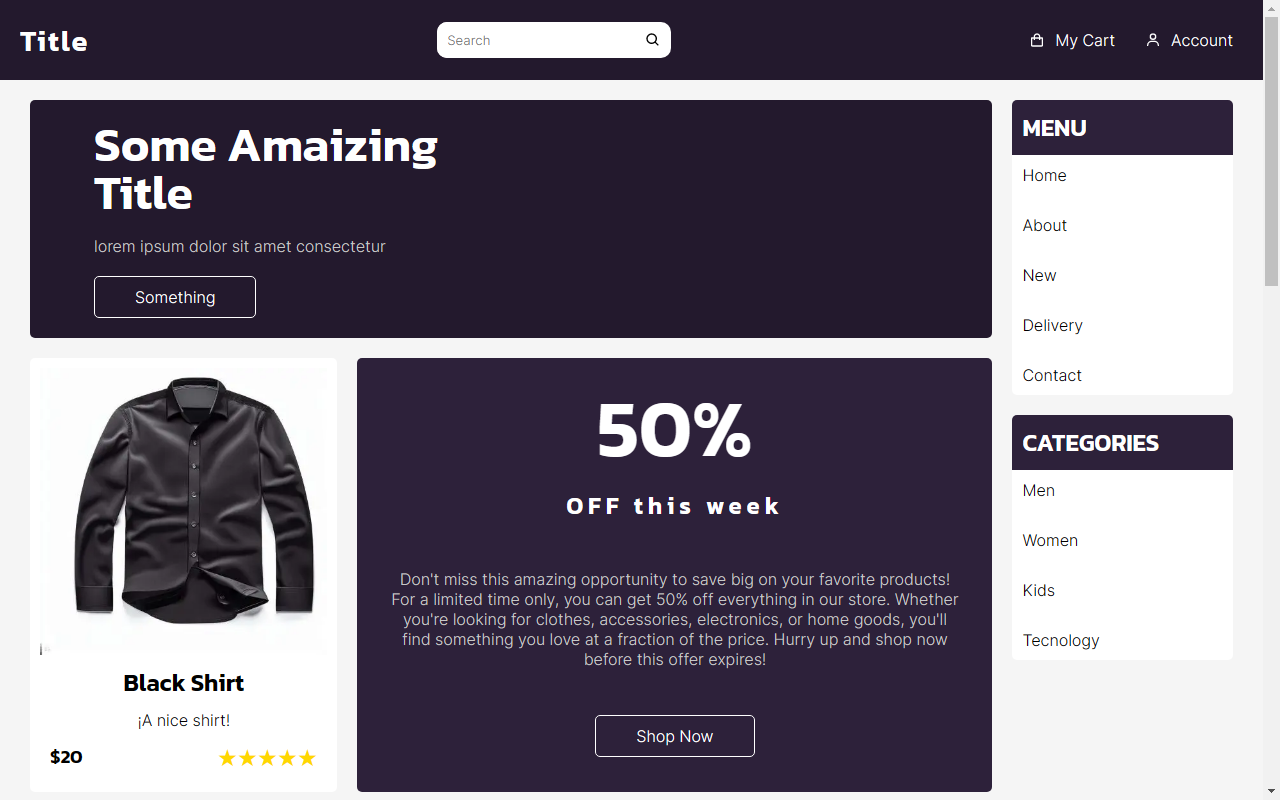 Title
Search
My Cart
Account
Some Amaizing
Title
lorem ipsum dolor sit amet consectetur
Something
Black Shirt
¡A nice shirt!
$20
★★★★★
50%
OFF this week
Don't miss this amazing opportunity to save big on your favorite products!
For a limited time only, you can get 50% off everything in our store. Whether
you're looking for clothes, accessories, electronics, or home goods, you'll
find something you love at a fraction of the price. Hurry up and shop now
before this offer expires!
Shop Now
MENU
Home
About
New
Delivery
Contact
CATEGORIES
Men
Women
Kids
Tecnology